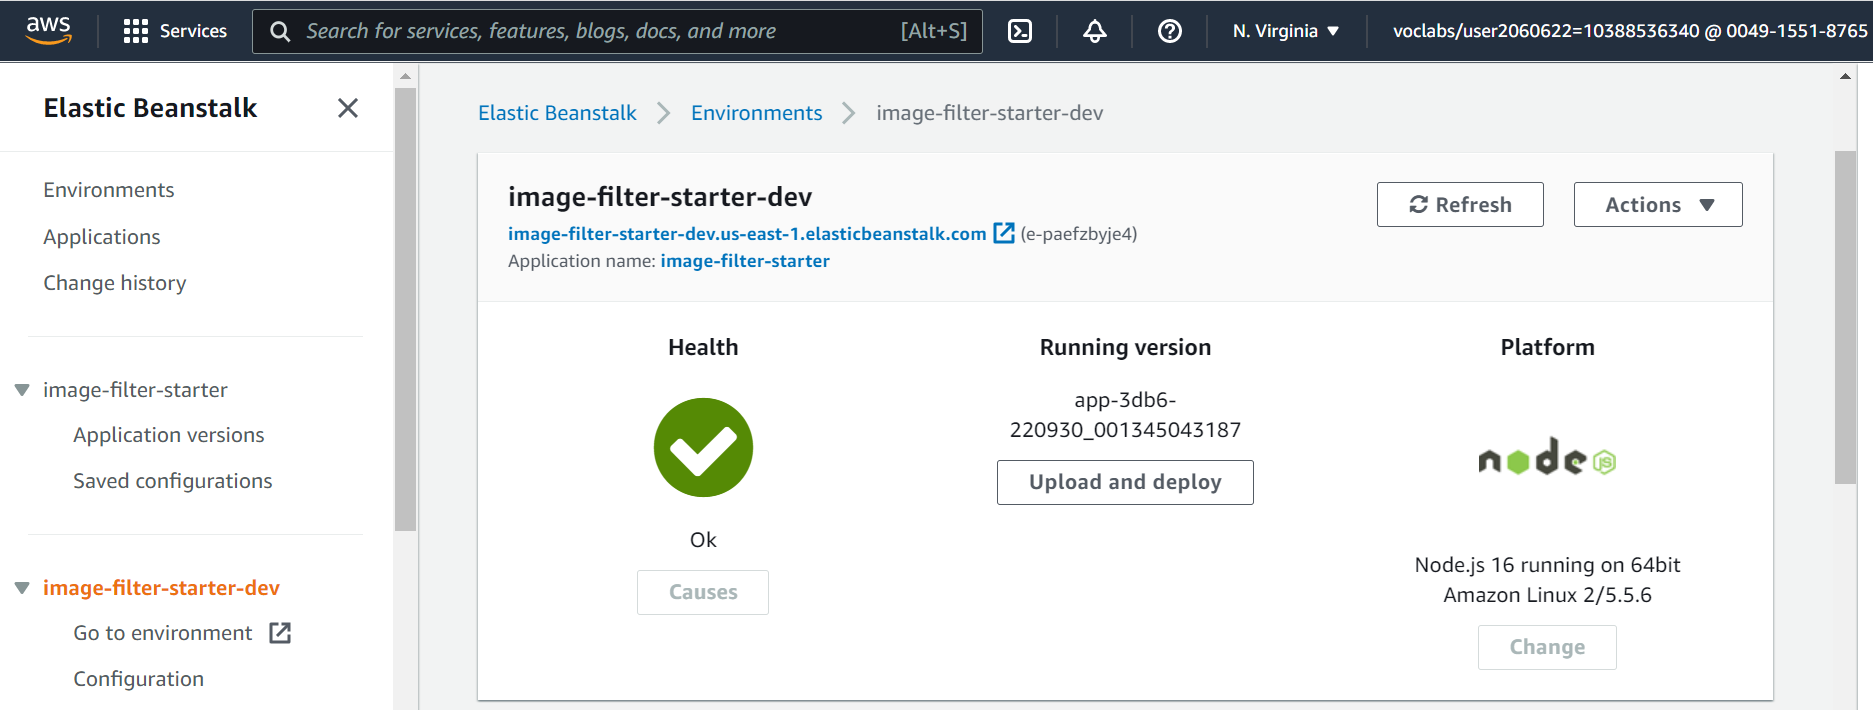 aws
Services
Search for services, features, blogs, docs, and more [Alt+S]
N. Virginia
voclabs/user2060622=10388536340 @ 0049-1551-8765
Elastic Beanstalk
Environments
Applications
Change history
image-filter-starter
Application versions
Saved configurations
image-filter-starter-dev
Go to environment
Configuration
Elastic Beanstalk > Environments > image-filter-starter-dev
image-filter-starter-dev
image-filter-starter-dev.us-east-1.elasticbeanstalk.com (e-paefzbyje4)
Application name: image-filter-starter
Refresh
Actions
Health
Ok
Causes
Running version
app-3db6-
220930_001345043187
Upload and deploy
Platform
node JS
Node.js 16 running on 64bit
Amazon Linux 2/5.5.6
Change